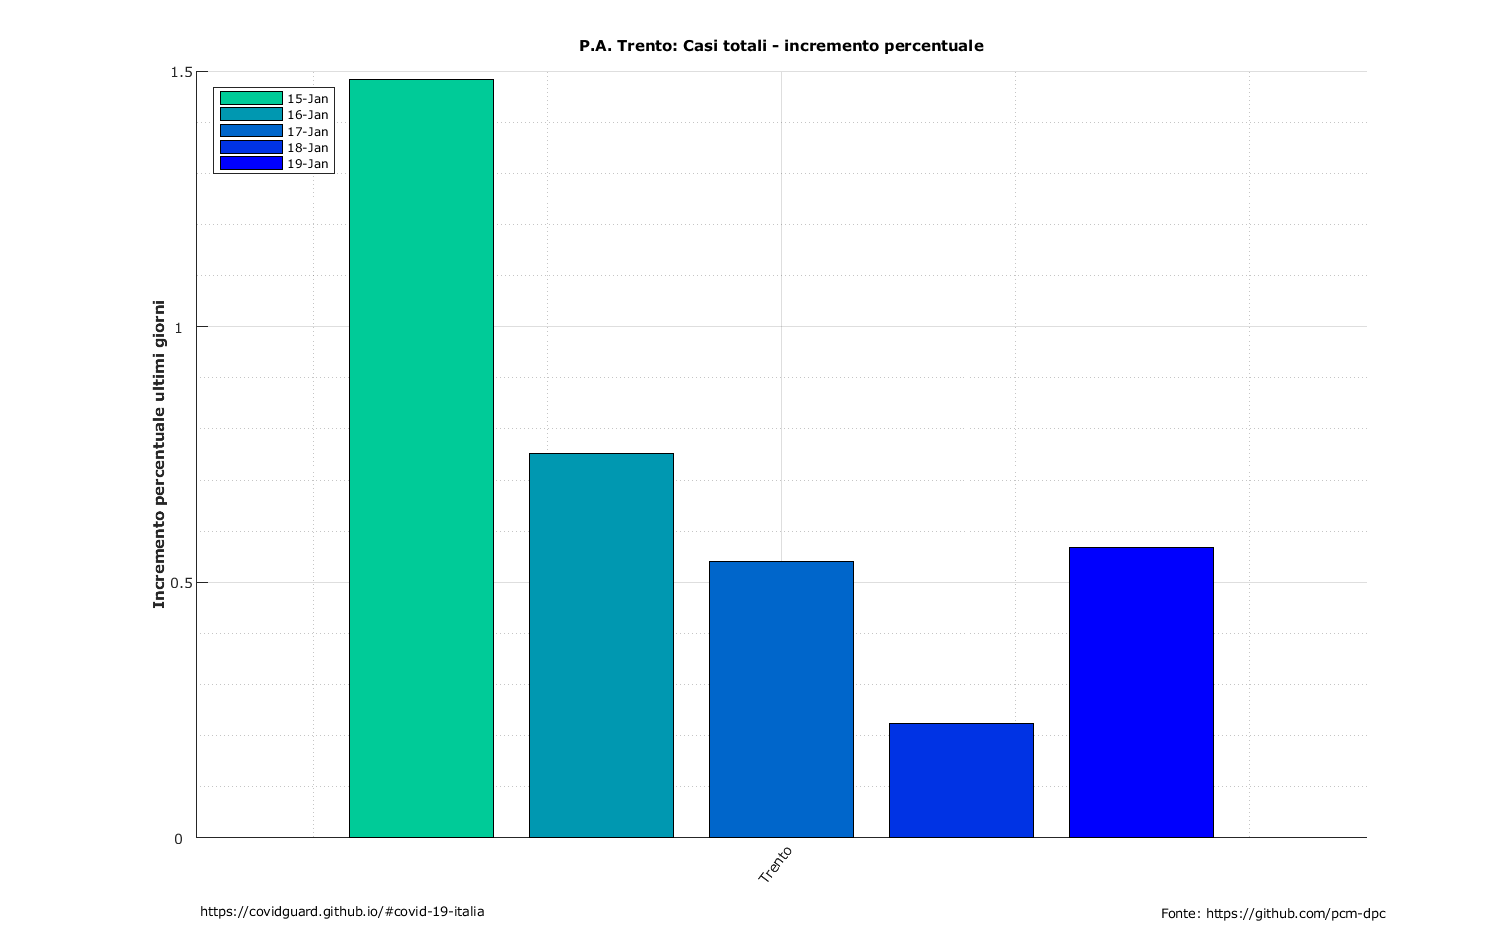 P.A. Trento: Casi totali - incremento percentuale
1.5
1
0.5
0
Incremento percentuale ultimi giorni
15-Jan
16-Jan
17-Jan
18-Jan
19-Jan
Trento
https://covidguard.github.io/#covid-19-italia
Fonte: https://github.com/pcm-dpc